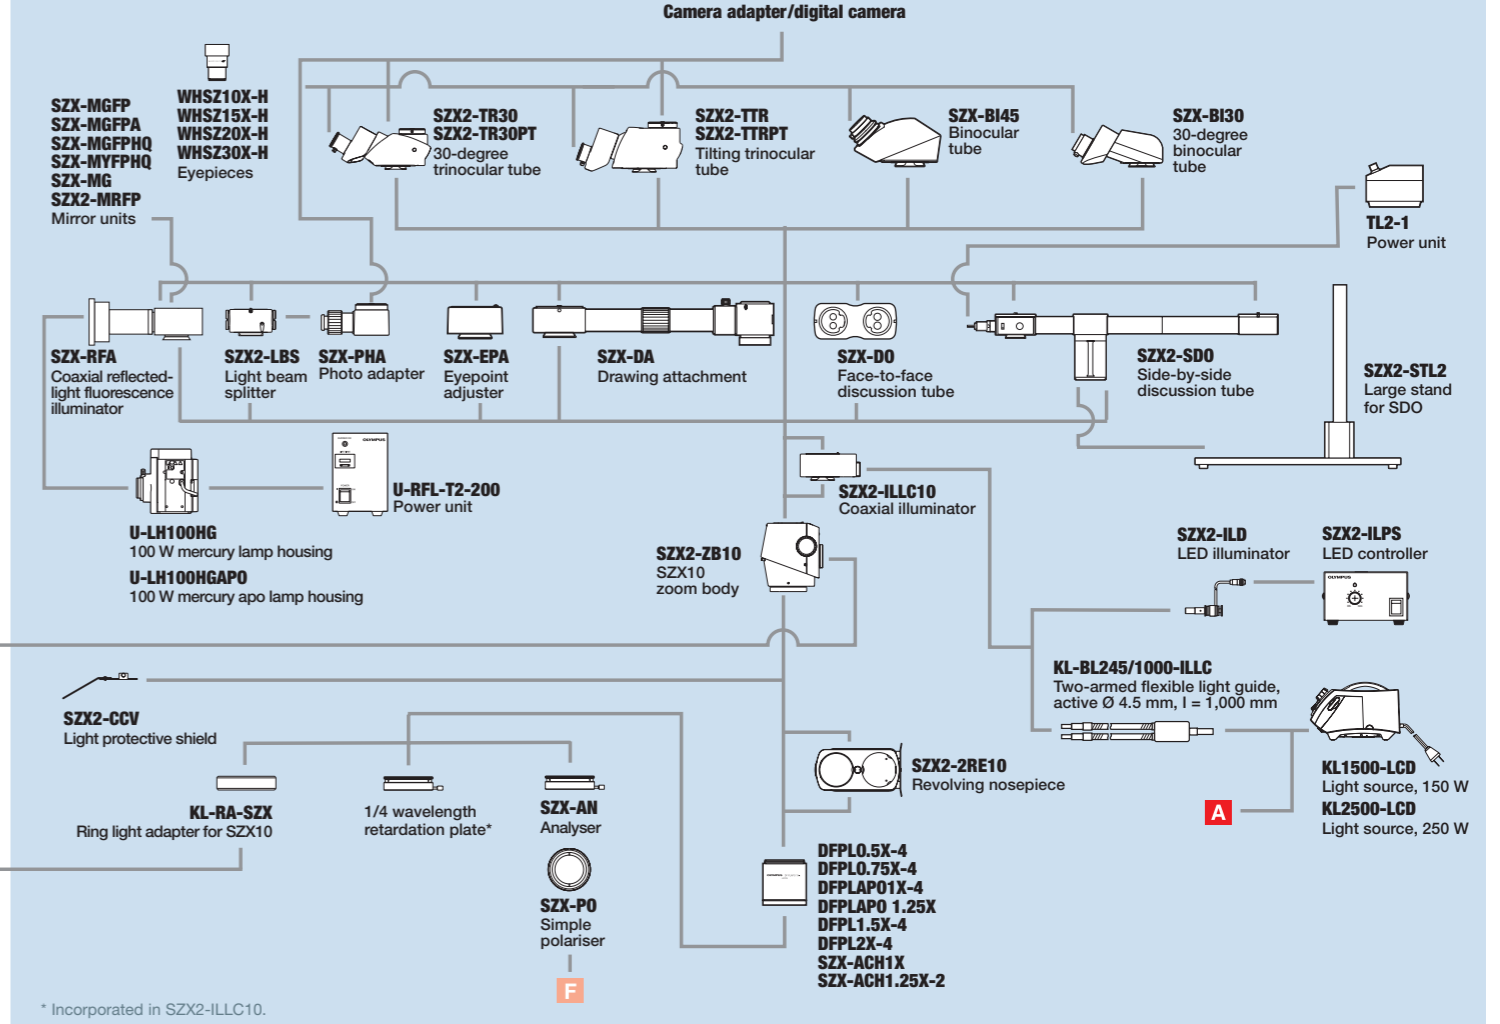 Camera adapter/digital camera
SZX-MGFP
SZX-MGFPA
SZX-MGFPHQ
SZX-MYFPHQ
SZX-MG
SZX2-MRFP
Mirror units
WHSZ10X-H
WHSZ15X-H
WHSZ20X-H
WHSZ30X-H
Eyepieces
SZX2-TR30
SZX2-TR30PT
30-degree
trinocular tube
SZX2-TTR
SZX2-TTRPT
Tilting trinocular
tube
SZX-BI45
Binocular
tube
SZX-BI30
30-degree
binocular
tube
TL2-1
Power unit
SZX-RFA
Coaxial reflected-
light fluorescence
illuminator
SZX2-LBS
Light beam
splitter
SZX-PHA
Photo adapter
SZX-EPA
Eyepoint
adjuster
SZX-DA
Drawing attachment
SZX-DO
Face-to-face
discussion tube
SZX2-SDO
Side-by-side
discussion tube
SZX2-STL2
Large stand
for SDO
OLYMPUS
U-RFL-T2-200
Power unit
U-LH100HG
100 W mercury lamp housing
U-LH100HGAPO
100 W mercury apo lamp housing
SZX2-ILLC10
Coaxial illuminator
SZX2-ZB10
SZX10
zoom body
SZX2-ILD
LED illuminator
SZX2-ILPS
LED controller
OLYMPUS
SZX2-CCV
Light protective shield
KL-BL245/1000-ILLC
Two-armed flexible light guide,
active Ø 4.5 mm, l = 1,000 mm
KL1500-LCD
Light source, 150 W
KL2500-LCD
Light source, 250 W
A
SZX2-2RE10
Revolving nosepiece
KL-RA-SZX
Ring light adapter for SZX10
1/4 wavelength
retardation plate*
SZX-AN
Analyser
SZX-PO
Simple
polariser
F
OLYMPUS
DFPL0.5X-4
DFPL0.75X-4
DFPLAPO1X-4
DFPLAPO 1.25X
DFPL1.5X-4
DFPL2X-4
SZX-ACH1X
SZX-ACH1.25X-2
* Incorporated in SZX2-ILLC10.